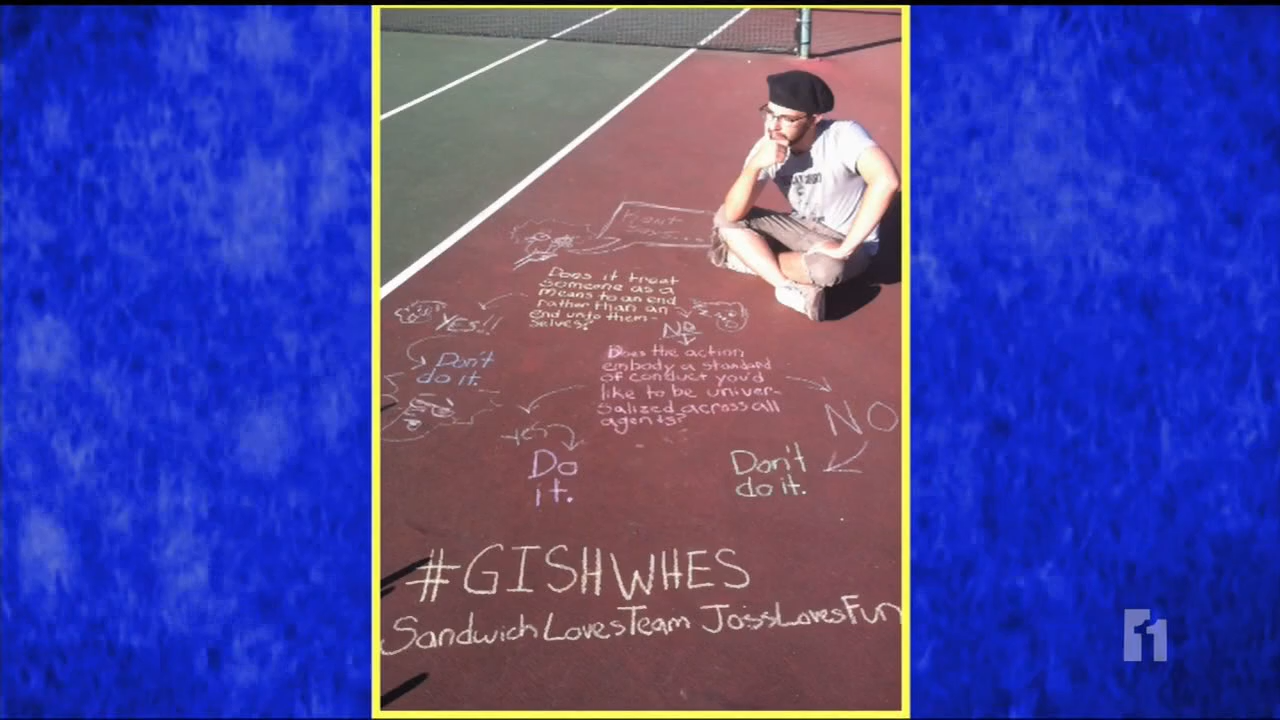 Kant
Says...
Does it treat
someone as a
means to an end
rather than an
end unto them-
selves?
YES!!
NO
Don't
do it.
Does the action
embody a standard
of conduct you'd
like to be univer-
salized across all
agents?
NO
Yes
Do
it.
Don't
do it.
#GISHWHES
SandwichLovesTeam JossLovesFun
11